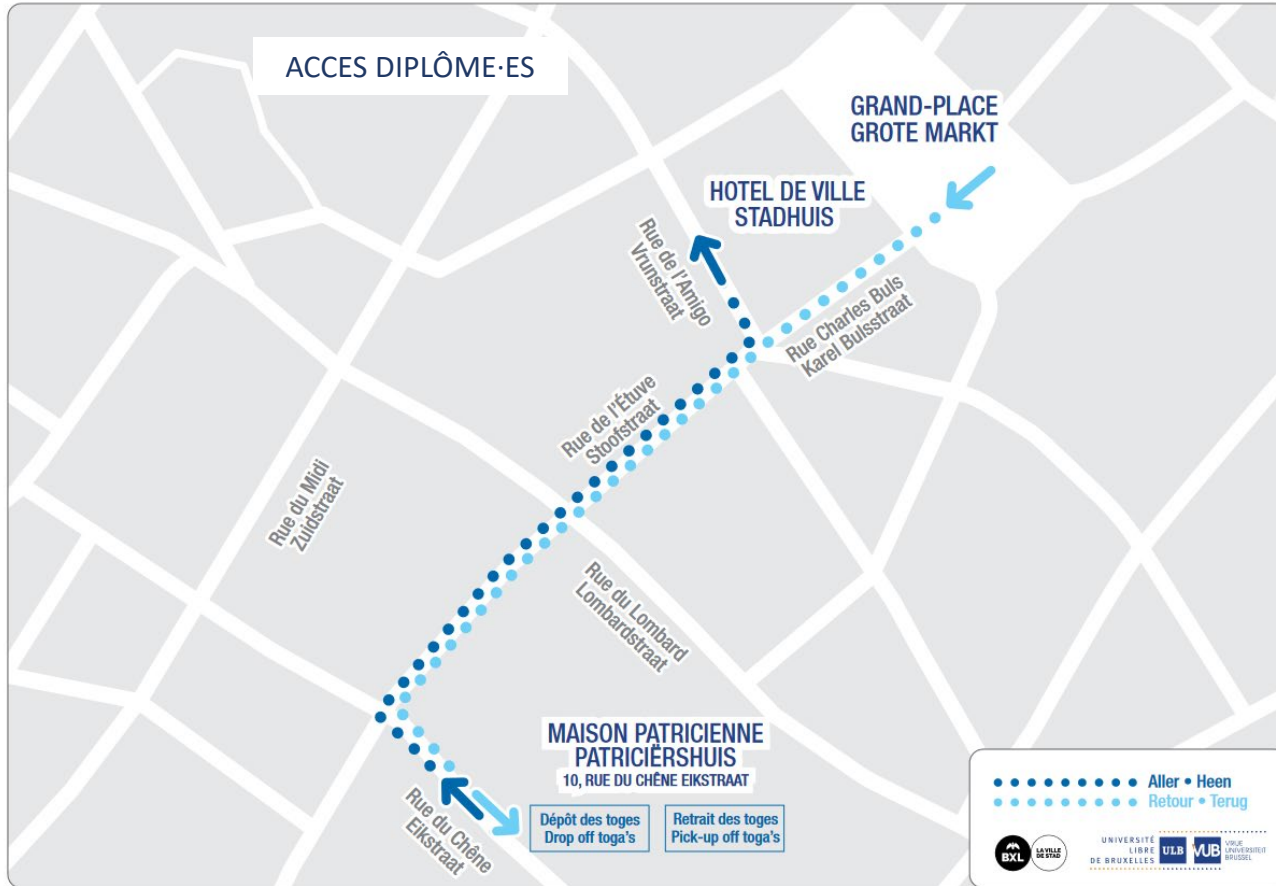 ACCES DIPLÔME·ES
GRAND-PLACE
GROTE MARKT
HOTEL DE VILLE
STADHUIS
Rue de l'Amigo
Vrunstraat
Rue Charles Buls
Karel Bulsstraat
Rue de l'Étuve
Stoofstraat
Rue du Midi
Zuidstraat
Rue du Lombard
Lombardstraat
MAISON PATRICIENNE
PATRICIËRSHUIS
10, RUE DU CHÊNE EIKSTRAAT
Rue du Chêne
Eikstraat
Dépôt des toges
Drop off toga's
Retrait des toges
Pick-up off toga's
Aller • Heen
Retour • Terug
BXL
LA VILLE
DE STAD
UNIVERSITÉ
LIBRE
DE BRUXELLES
ULB
VUB
VRIJE
UNIVERSITEIT
BRUSSEL